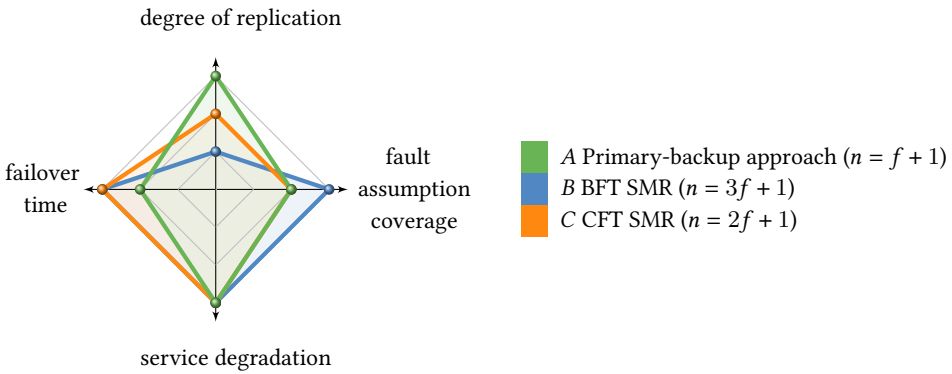 degree of replication
failover
time
fault
assumption
coverage
service degradation
A Primary-backup approach (n = f + 1)
B BFT SMR (n = 3f + 1)
C CFT SMR (n = 2f + 1)